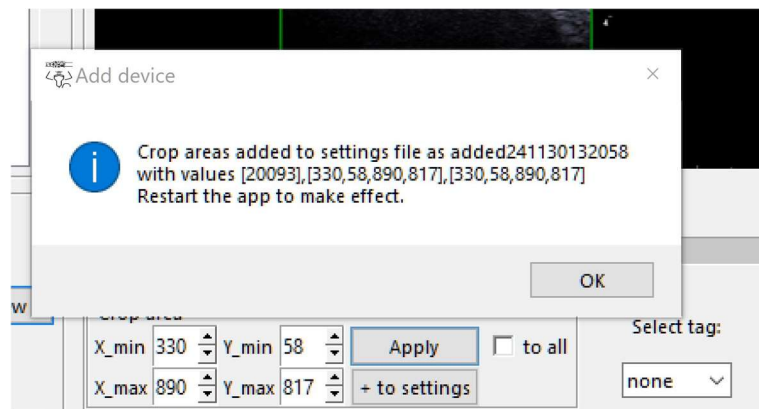 Add device
Crop areas added to settings file as added241130132058
with values [20093],[330,58,890,817],[330,58,890,817]
Restart the app to make effect.
OK
w
Crop area
X_min 330 Y_min 58 Apply to all
X_max 890 Y_max 817 + to settings
Select tag:
none